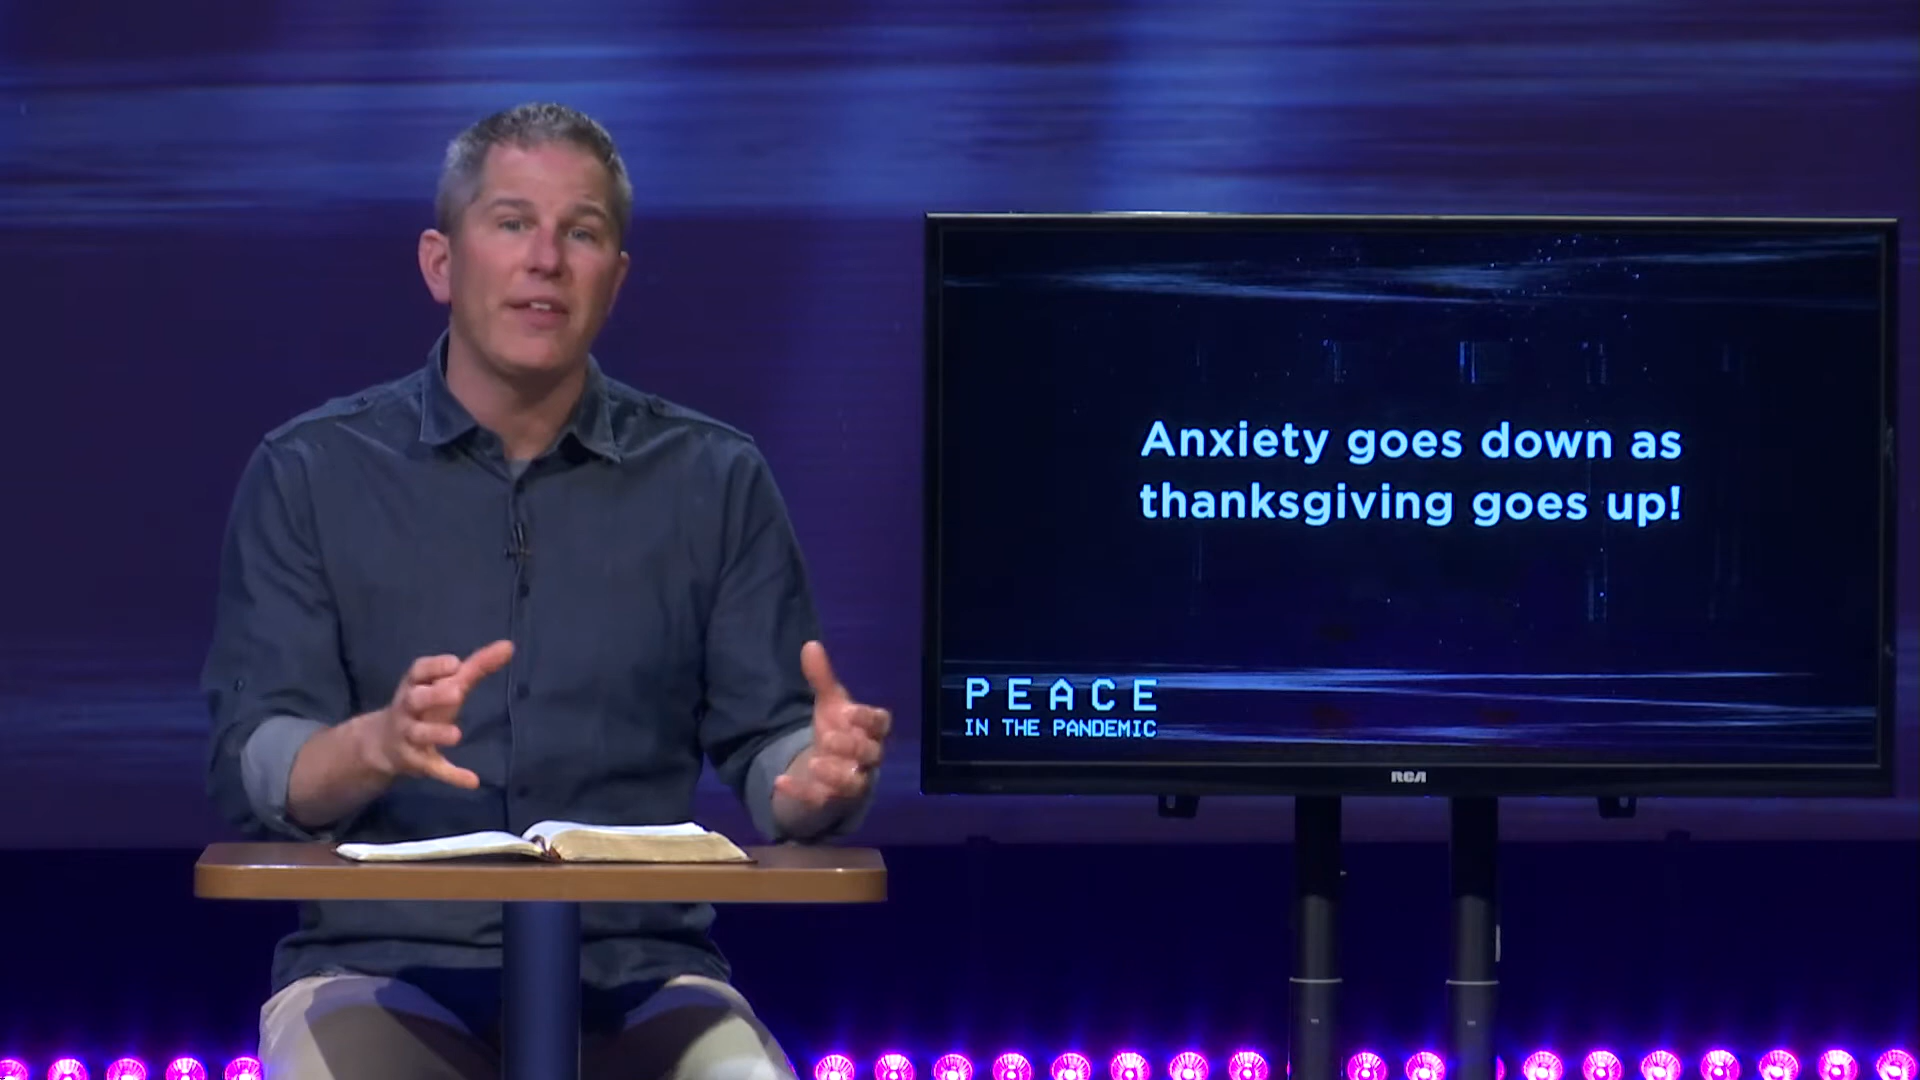 Anxiety goes down as
thanksgiving goes up!
PEACE
IN THE PANDEMIC
RCA